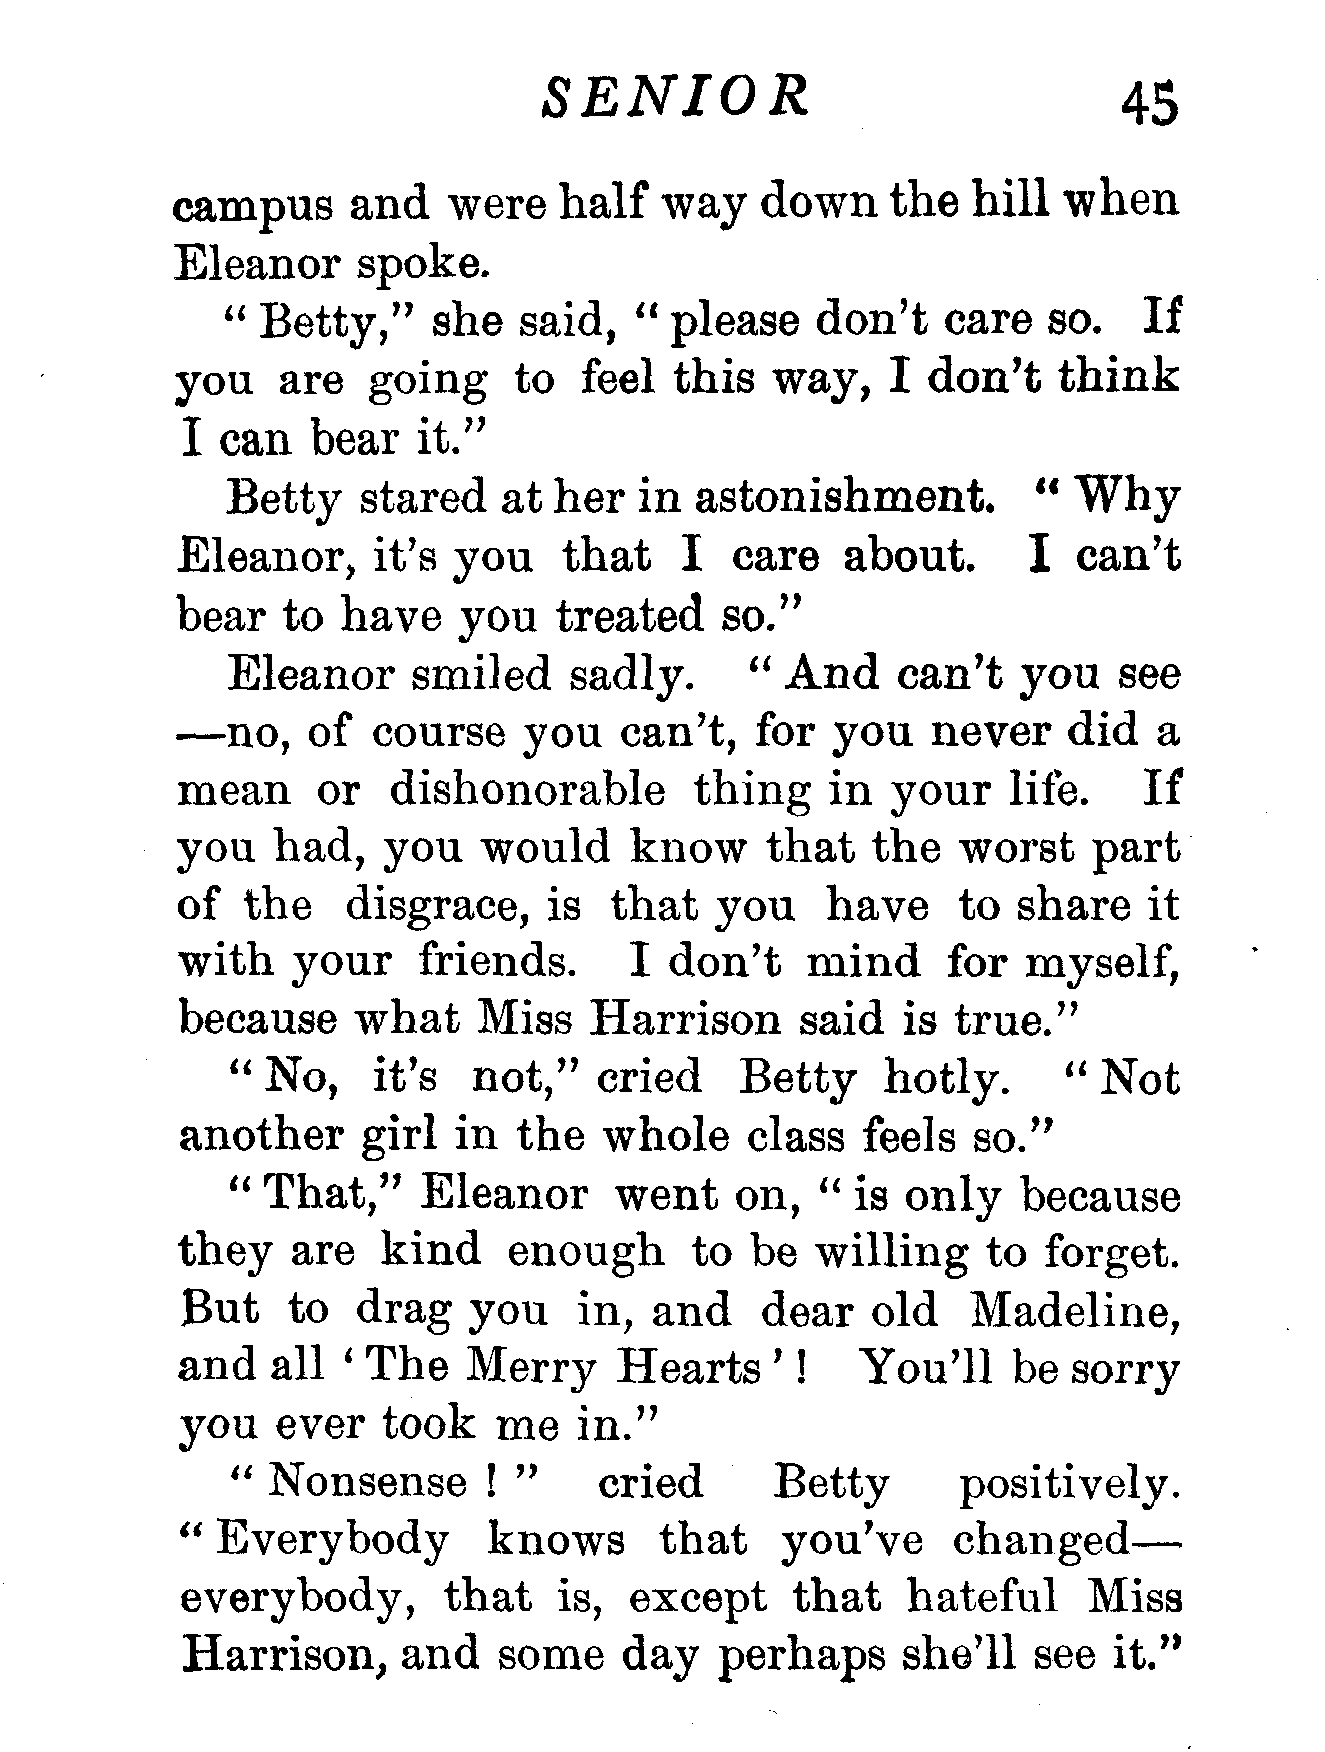 SENIOR 45
campus and were half way down the hill when
Eleanor spoke.
“ Betty,” she said, “ please don’t care so. If
you are going to feel this way, I don’t think
I can bear it.”
Betty stared at her in astonishment. “ Why
Eleanor, it’s you that I care about. I can’t
bear to have you treated so.”
Eleanor smiled sadly. “ And can’t you see
—no, of course you can’t, for you never did a
mean or dishonorable thing in your life. If
you had, you would know that the worst part
of the disgrace, is that you have to share it
with your friends. I don’t mind for myself,
because what Miss Harrison said is true.”
“ No, it’s not,” cried Betty hotly. “ Not
another girl in the whole class feels so.”
“ That,” Eleanor went on, “ is only because
they are kind enough to be willing to forget.
But to drag you in, and dear old Madeline,
and all ‘ The Merry Hearts ’ ! You’ll be sorry
you ever took me in.”
“ Nonsense ! ” cried Betty positively.
“ Everybody knows that you’ve changed—
everybody, that is, except that hateful Miss
Harrison, and some day perhaps she’ll see it.”